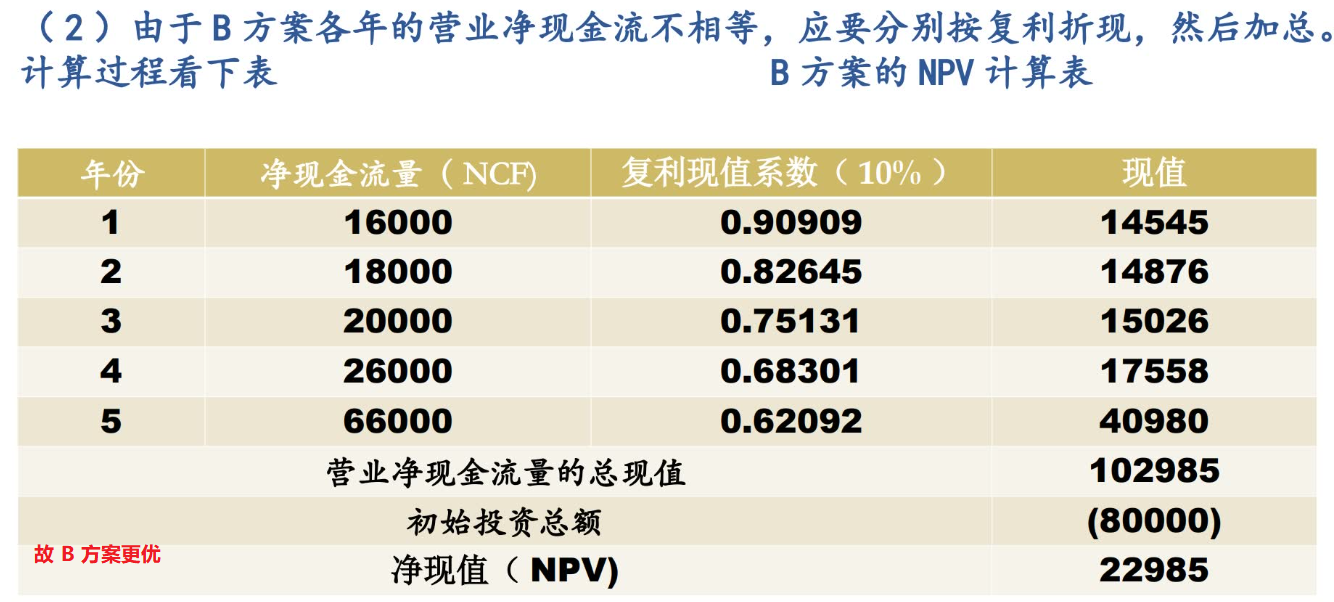 （2）由于B方案各年的营业净现金流不相等，应要分别按复利折现，然后加总。
计算过程看下表 B方案的NPV计算表
年份 净现金流量（NCF) 复利现值系数（10%） 现值
1 16000 0.90909 14545
2 18000 0.82645 14876
3 20000 0.75131 15026
4 26000 0.68301 17558
5 66000 0.62092 40980
营业净现金流量的总现值 102985
初始投资总额 (80000)
故 B 方案更优
净现值（NPV) 22985